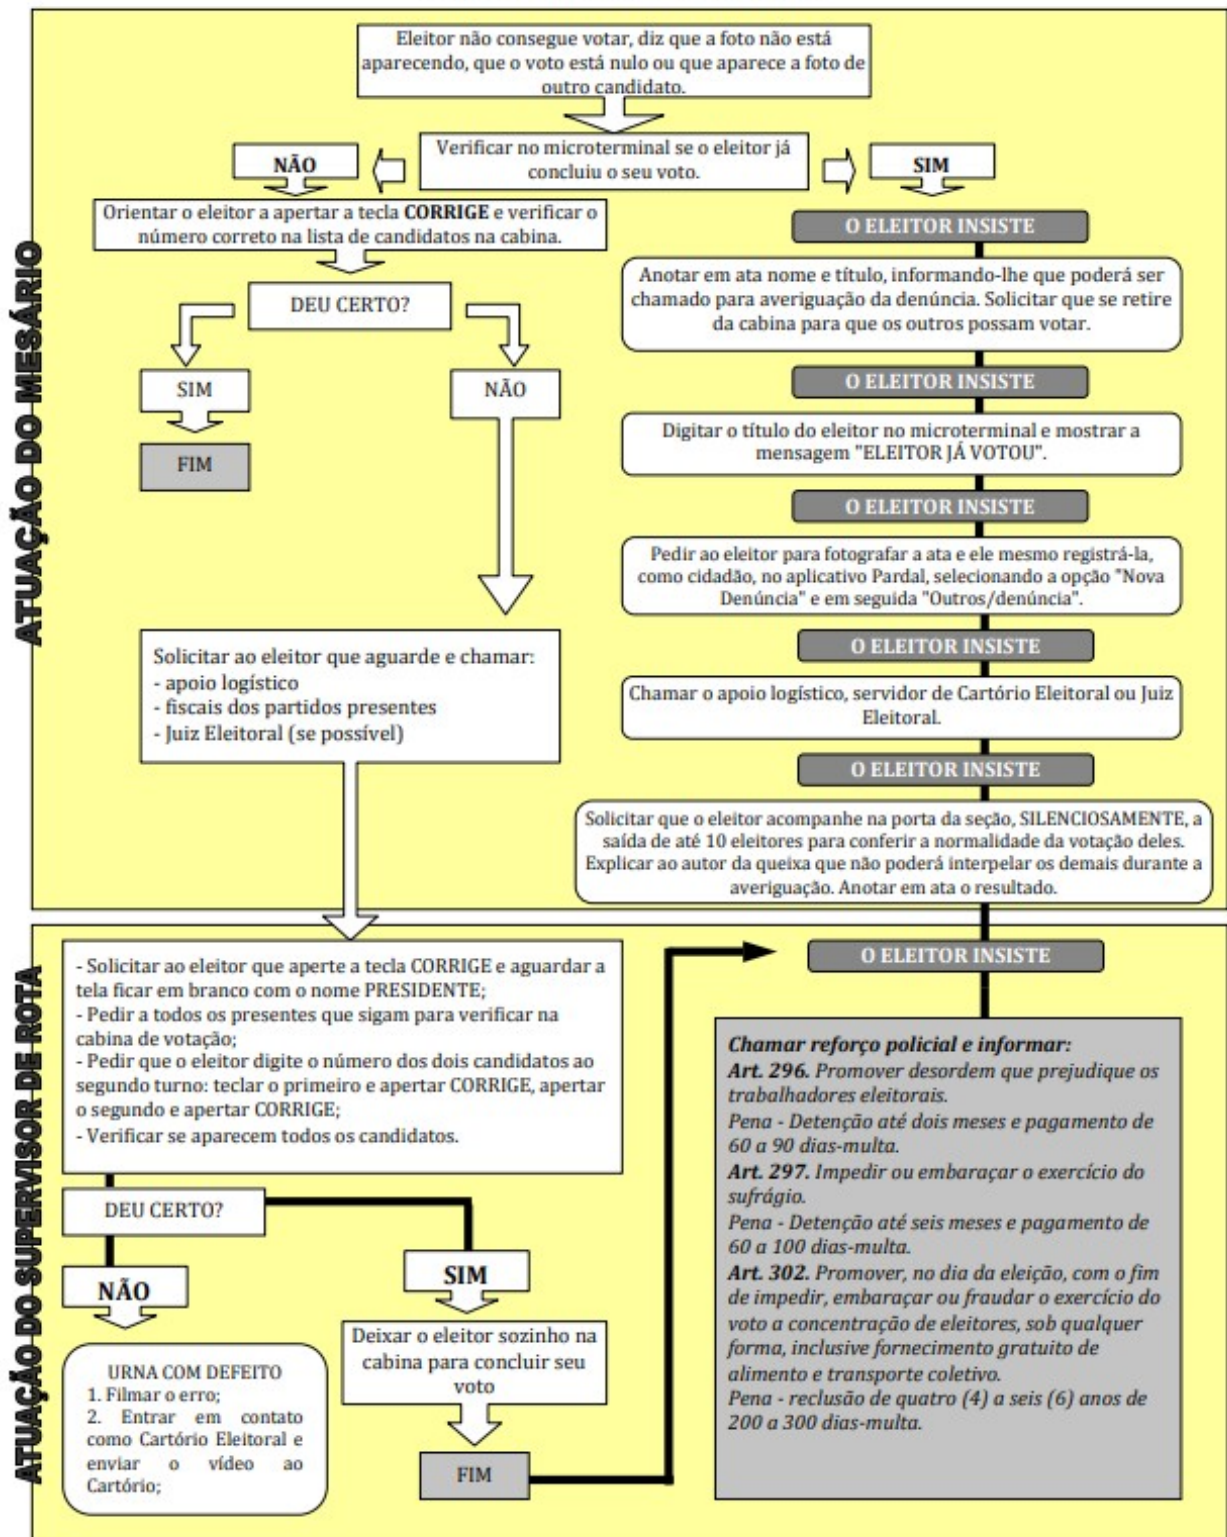 Eleitor não consegue votar, diz que a foto não está
aparecendo, que o voto está nulo ou que aparece a foto de
outro candidato.
Verificar no microterminal se o eleitor já
concluiu o seu voto.
NÃO
SIM
Orientar o eleitor a apertar a tecla CORRIGE e verificar o
número correto na lista de candidatos na cabina.
DEU CERTO?
SIM
NÃO
FIM
Solicitar ao eleitor que aguarde e chamar:
- apoio logístico
- fiscais dos partidos presentes
- Juiz Eleitoral (se possível)
O ELEITOR INSISTE
Anotar em ata nome e título, informando-lhe que poderá ser
chamado para averiguação da denúncia. Solicitar que se retire
da cabina para que os outros possam votar.
O ELEITOR INSISTE
Digitar o título do eleitor no microterminal e mostrar a
mensagem "ELEITOR JÁ VOTOU".
O ELEITOR INSISTE
Pedir ao eleitor para fotografar a ata e ele mesmo registrá-la,
como cidadão, no aplicativo Pardal, selecionando a opção "Nova
Denúncia" e em seguida "Outros/denúncia".
O ELEITOR INSISTE
Chamar o apoio logístico, servidor de Cartório Eleitoral ou Juiz
Eleitoral.
O ELEITOR INSISTE
Solicitar que o eleitor acompanhe na porta da seção, SILENCIOSAMENTE, a
saída de até 10 eleitores para conferir a normalidade da votação deles.
Explicar ao autor da queixa que não poderá interpelar os demais durante a
averiguação. Anotar em ata o resultado.
ATUAÇÃO DO MESÁRIO
- Solicitar ao eleitor que aperte a tecla CORRIGE e aguardar a
tela ficar em branco com o nome PRESIDENTE;
- Pedir a todos os presentes que sigam para verificar na
cabina de votação;
- Pedir que o eleitor digite o número dos dois candidatos ao
segundo turno: teclar o primeiro e apertar CORRIGE, apertar
o segundo e apertar CORRIGE;
- Verificar se aparecem todos os candidatos.
DEU CERTO?
NÃO
SIM
URNA COM DEFEITO
1. Filmar o erro;
2. Entrar em contato
como Cartório Eleitoral e
enviar o vídeo ao
Cartório;
Deixar o eleitor sozinho na
cabina para concluir seu
voto
FIM
O ELEITOR INSISTE
Chamar reforço policial e informar:
Art. 296. Promover desordem que prejudique os
trabalhadores eleitorais.
Pena - Detenção até dois meses e pagamento de
60 a 90 dias-multa.
Art. 297. Impedir ou embaraçar o exercício do
sufrágio.
Pena - Detenção até seis meses e pagamento de
60 a 100 dias-multa.
Art. 302. Promover, no dia da eleição, com o fim
de impedir, embaraçar ou fraudar o exercício do
voto a concentração de eleitores, sob qualquer
forma, inclusive fornecimento gratuito de
alimento e transporte coletivo.
Pena - reclusão de quatro (4) a seis (6) anos de
200 a 300 dias-multa.
ATUAÇÃO DO SUPERVISOR DE ROTA